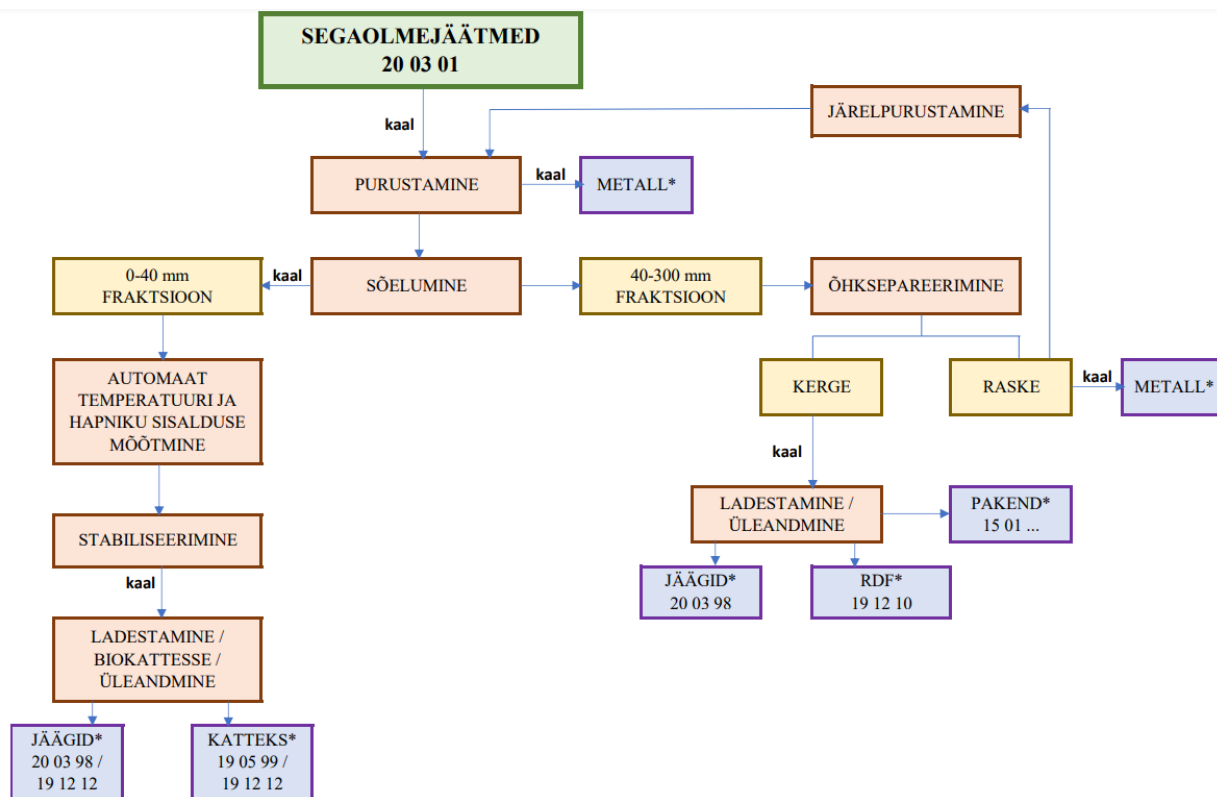 SEGAOLMEJÄÄTMED
20 03 01
JÄRELPURUSTAMINE
kaal
PURUSTAMINE
kaal
METALL*
0-40 mm
FRAKTSIOON
kaal
SÕELUMINE
40-300 mm
FRAKTSIOON
ÕHKSEPAREERIMINE
AUTOMAAT
TEMPERATUURI JA
HAPNIKU SISALDUSE
MÕÕTMINE
KERGE
RASKE
kaal
METALL*
kaal
STABILISEERIMINE
LADESTAMINE /
ÜLEANDMINE
PAKEND*
15 01 ...
kaal
JÄÄGID*
20 03 98
RDF*
19 12 10
LADESTAMINE /
BIOKATTESSE /
ÜLEANDMINE
JÄÄGID*
20 03 98 /
19 12 12
KATTEKS*
19 05 99 /
19 12 12